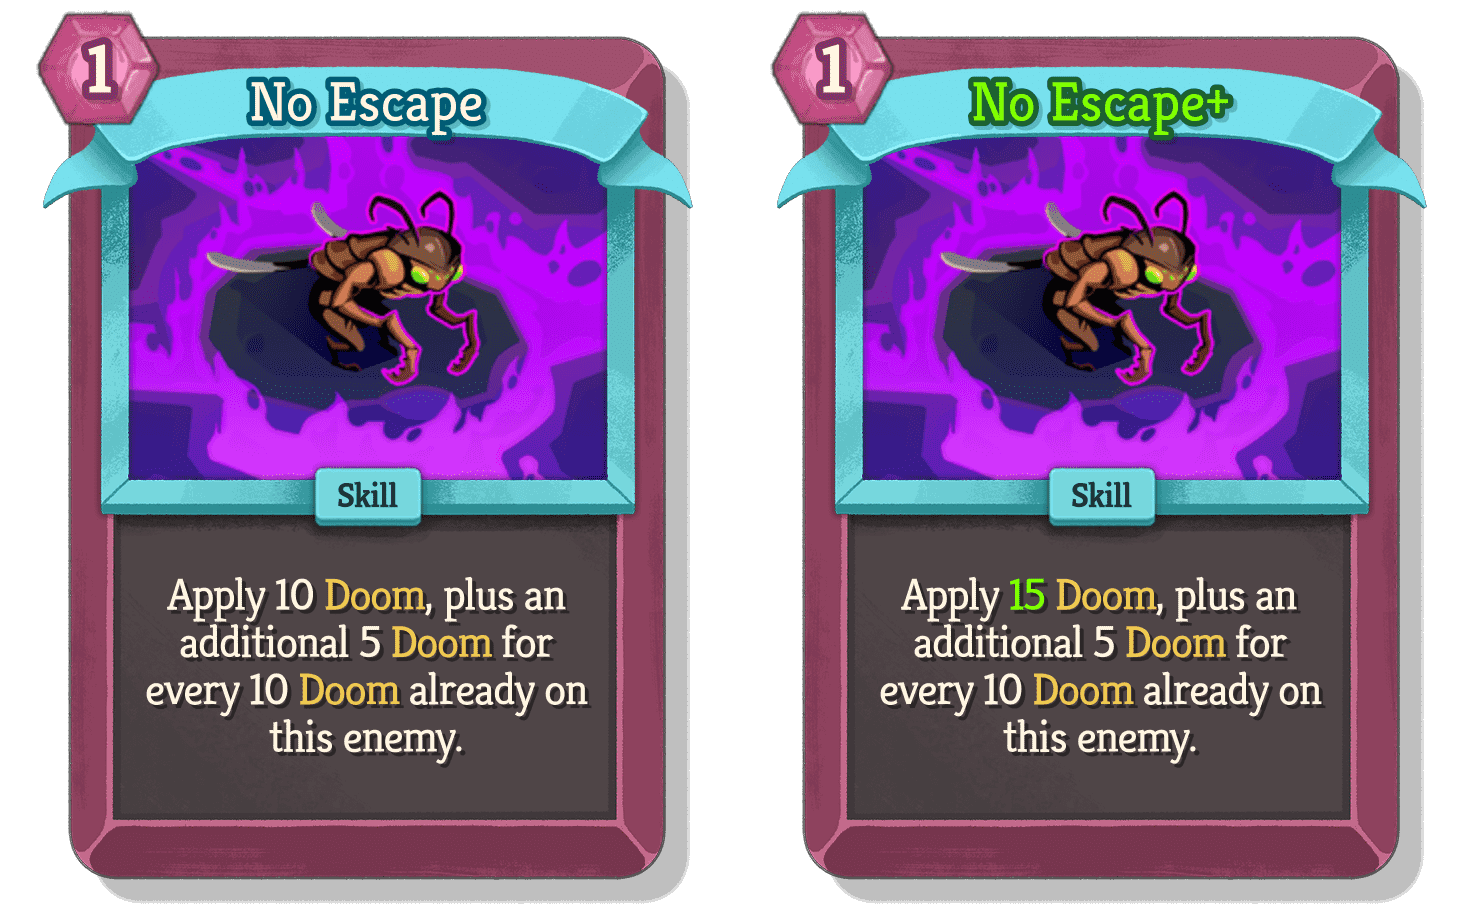 1
No Escape
Skill
Apply 10 Doom, plus an
additional 5 Doom for
every 10 Doom already on
this enemy.
1
No Escape+
Skill
Apply 15 Doom, plus an
additional 5 Doom for
every 10 Doom already on
this enemy.